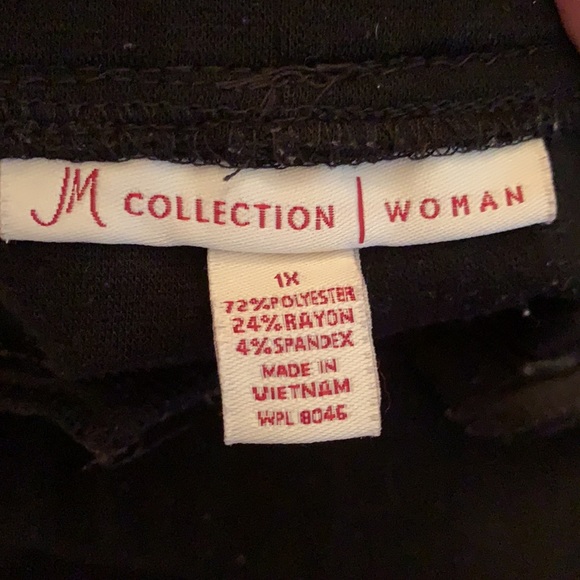 JM COLLECTION | WOMAN
1X
72%POLYESTER
24%RAYON
4%SPANDEX
MADE IN
VIETNAM
WPL 8046